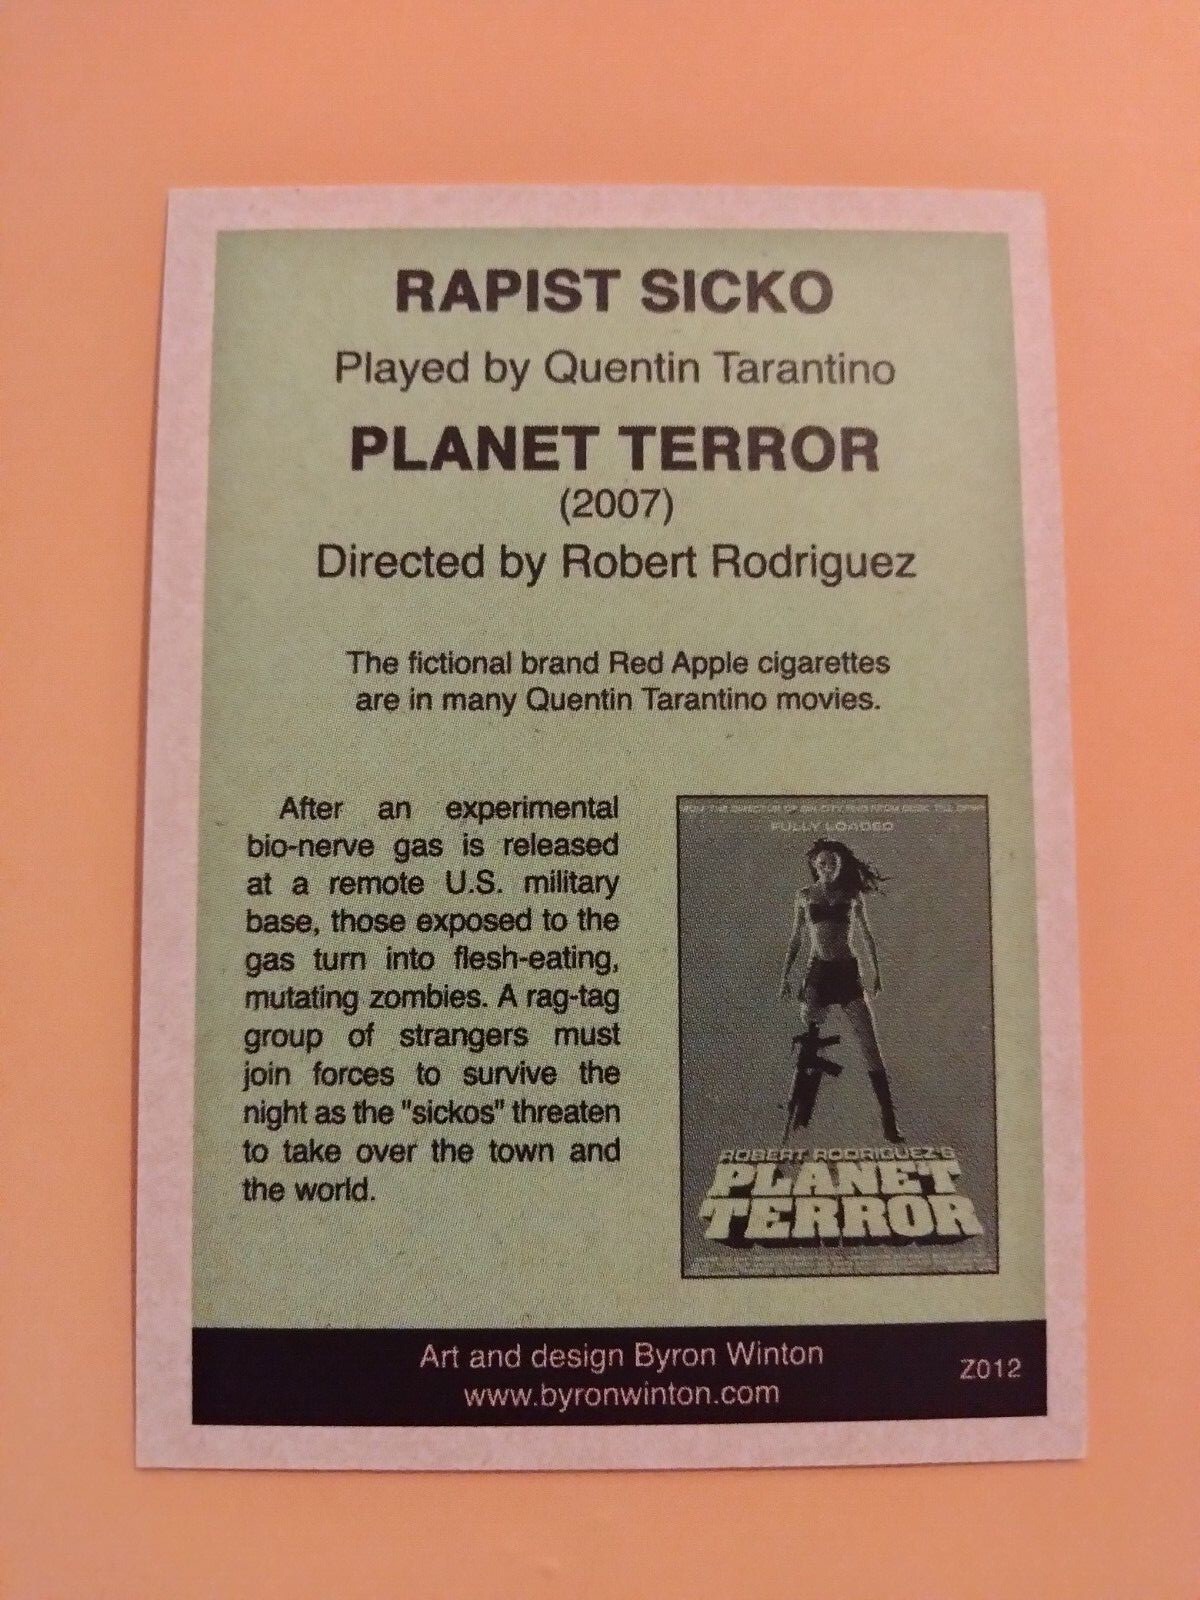 RAPIST SICKO
Played by Quentin Tarantino
PLANET TERROR
(2007)
Directed by Robert Rodriguez
The fictional brand Red Apple cigarettes
are in many Quentin Tarantino movies.
After an experimental
bio-nerve gas is released
at a remote U.S. military
base, those exposed to the
gas turn into flesh-eating,
mutating zombies. A rag-tag
group of strangers must
join forces to survive the
night as the "sickos" threaten
to take over the town and
the world.
FULLY LOADED
ROBERT RODRIGUEZ'S
PLANET
TERROR
Art and design Byron Winton
www.byronwinton.com
Z012